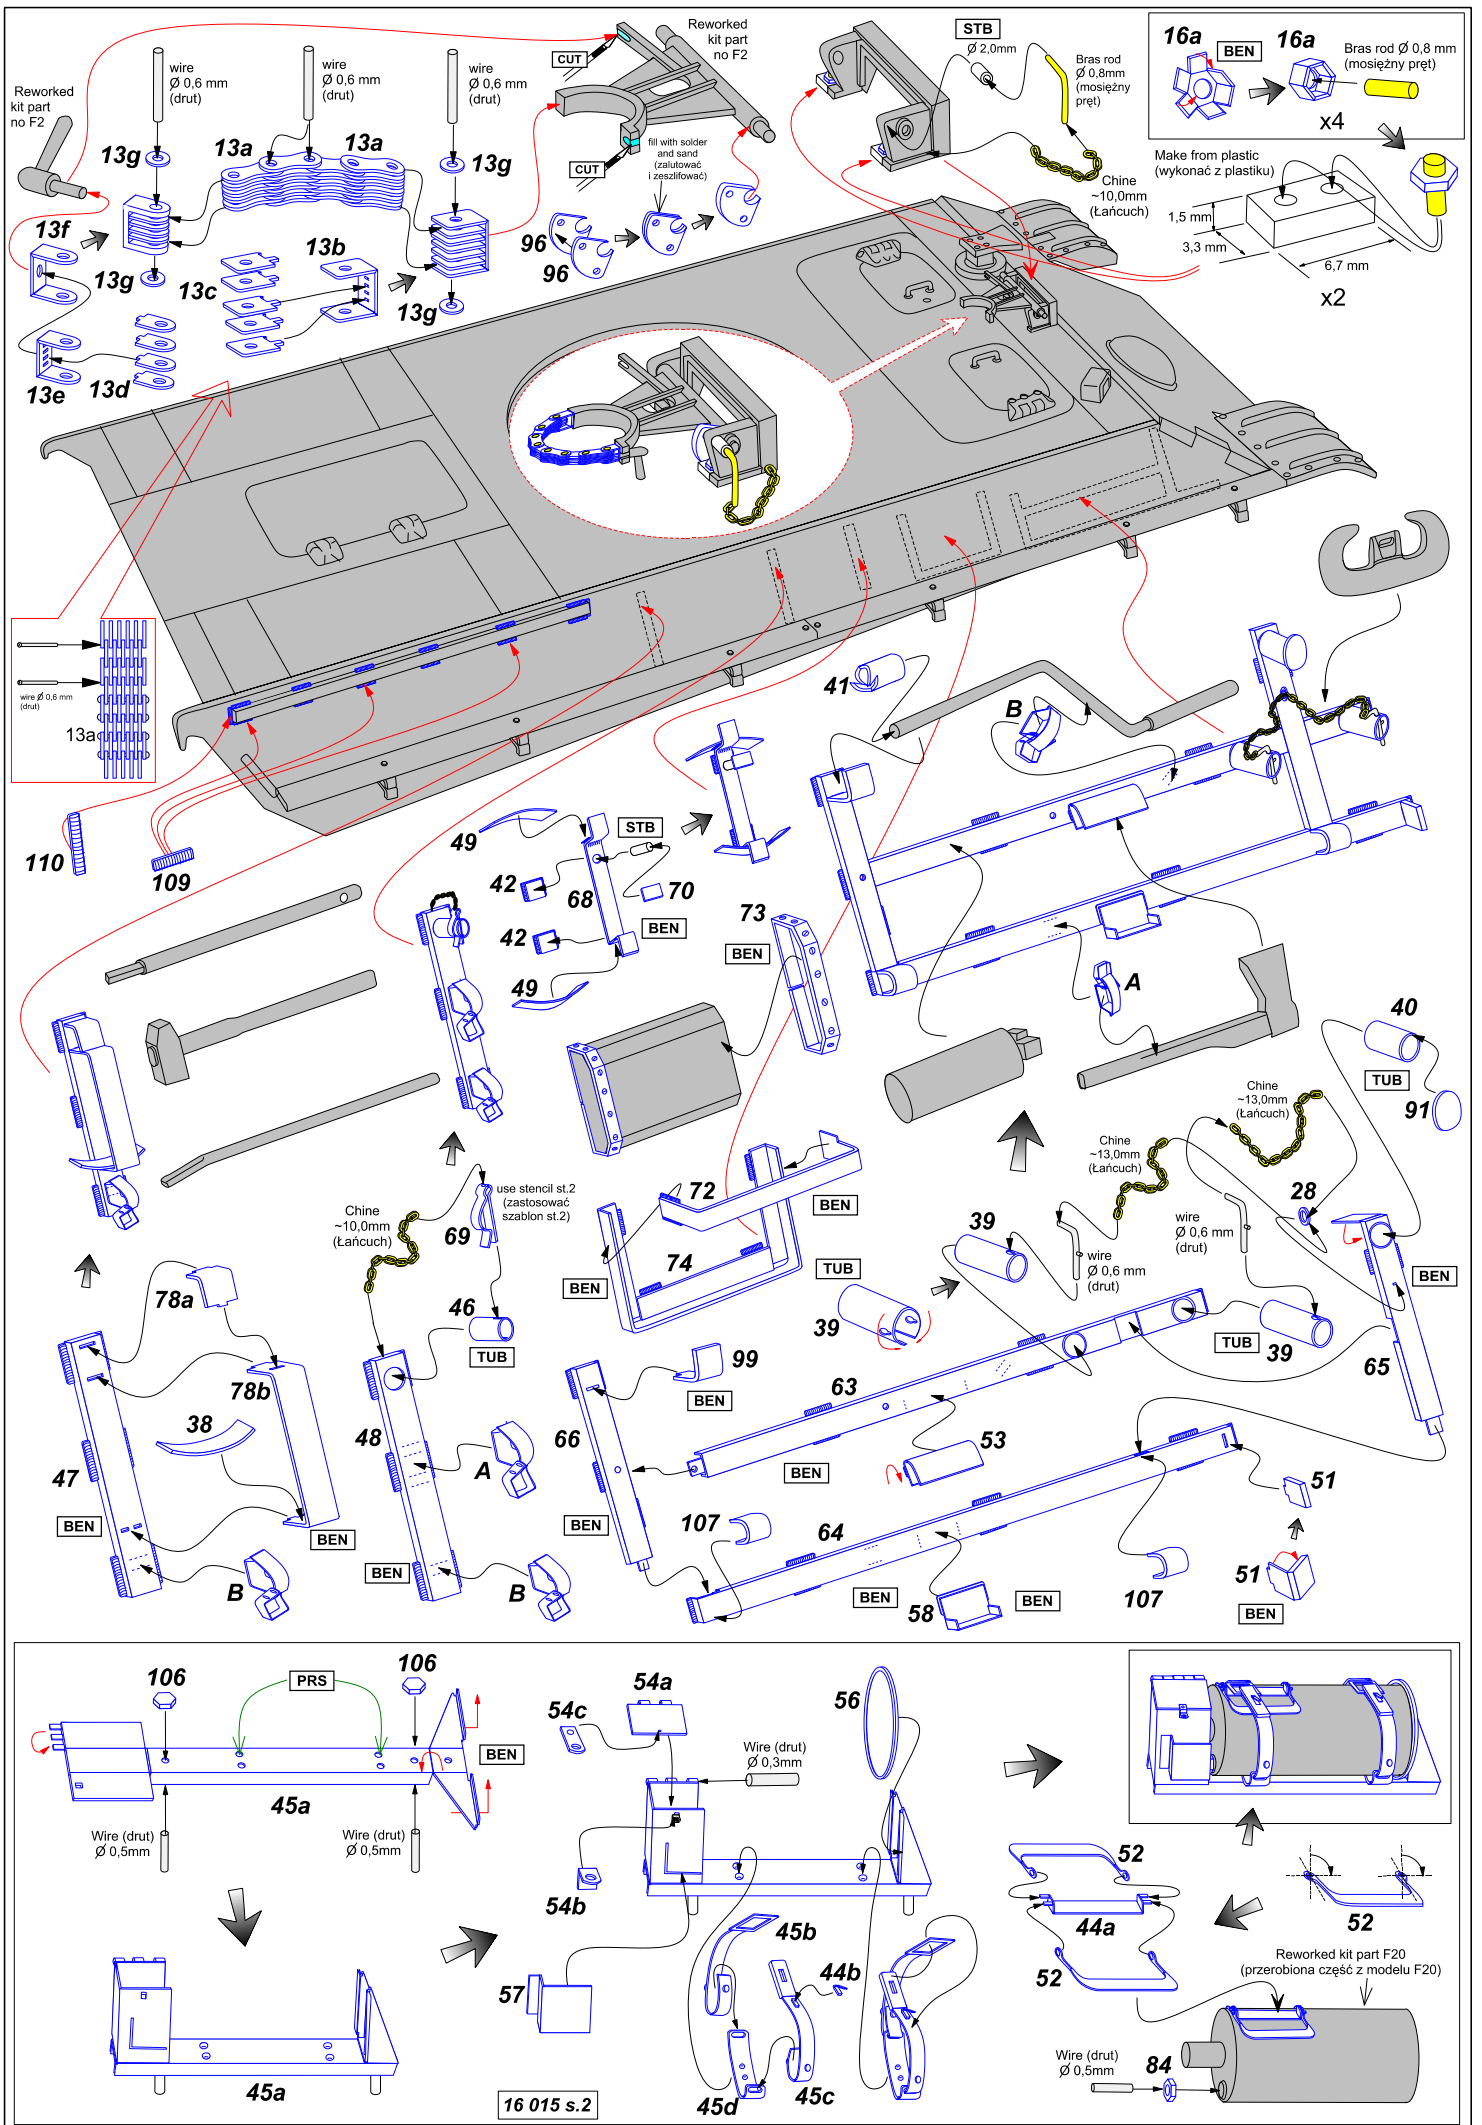 Reworked
kit part
no F2
wire
Ø 0,6 mm
(drut)
wire
Ø 0,6 mm
(drut)
wire
Ø 0,6 mm
(drut)
CUT
Reworked
kit part
no F2
STB
Ø 2,0mm
Bras rod
Ø 0,8mm
(mosiężny
pręt)
16a
BEN
16a
Bras rod Ø 0,8 mm
(mosiężny pręt)
x4
13g
13a
13a
13g
CUT
fill with solder
and sand
(zalutować
i zeszlifować)
Chine
~10,0mm
(Łańcuch)
Make from plastic
(wykonać z plastiku)
1,5 mm
3,3 mm
6,7 mm
x2
13f
13g
13c
13b
13g
96
96
13e
13d
wire Ø 0,6 mm
(drut)
13a
41
B
110
109
49
STB
42
68
70
42
BEN
49
73
BEN
A
40
TUB
91
Chine
~13,0mm
(Łańcuch)
Chine
~13,0mm
(Łańcuch)
use stencil st.2
(zastosować
szablon st.2)
69
Chine
~10,0mm
(Łańcuch)
72
BEN
74
BEN
39
TUB
39
wire
Ø 0,6 mm
(drut)
wire
Ø 0,6 mm
(drut)
28
BEN
78a
46
TUB
78b
38
47
BEN
BEN
B
48
A
BEN
B
99
BEN
66
BEN
63
BEN
53
TUB
39
65
107
64
BEN
58
BEN
107
51
51
BEN
106
PRS
106
BEN
45a
Wire (drut)
Ø 0,5mm
Wire (drut)
Ø 0,5mm
54a
54c
Wire (drut)
Ø 0,3mm
56
54b
57
45b
44b
45d
45c
45a
16 015 s.2
52
44a
52
52
Reworked kit part F20
(przerobiona część z modelu F20)
Wire (drut)
Ø 0,5mm
84